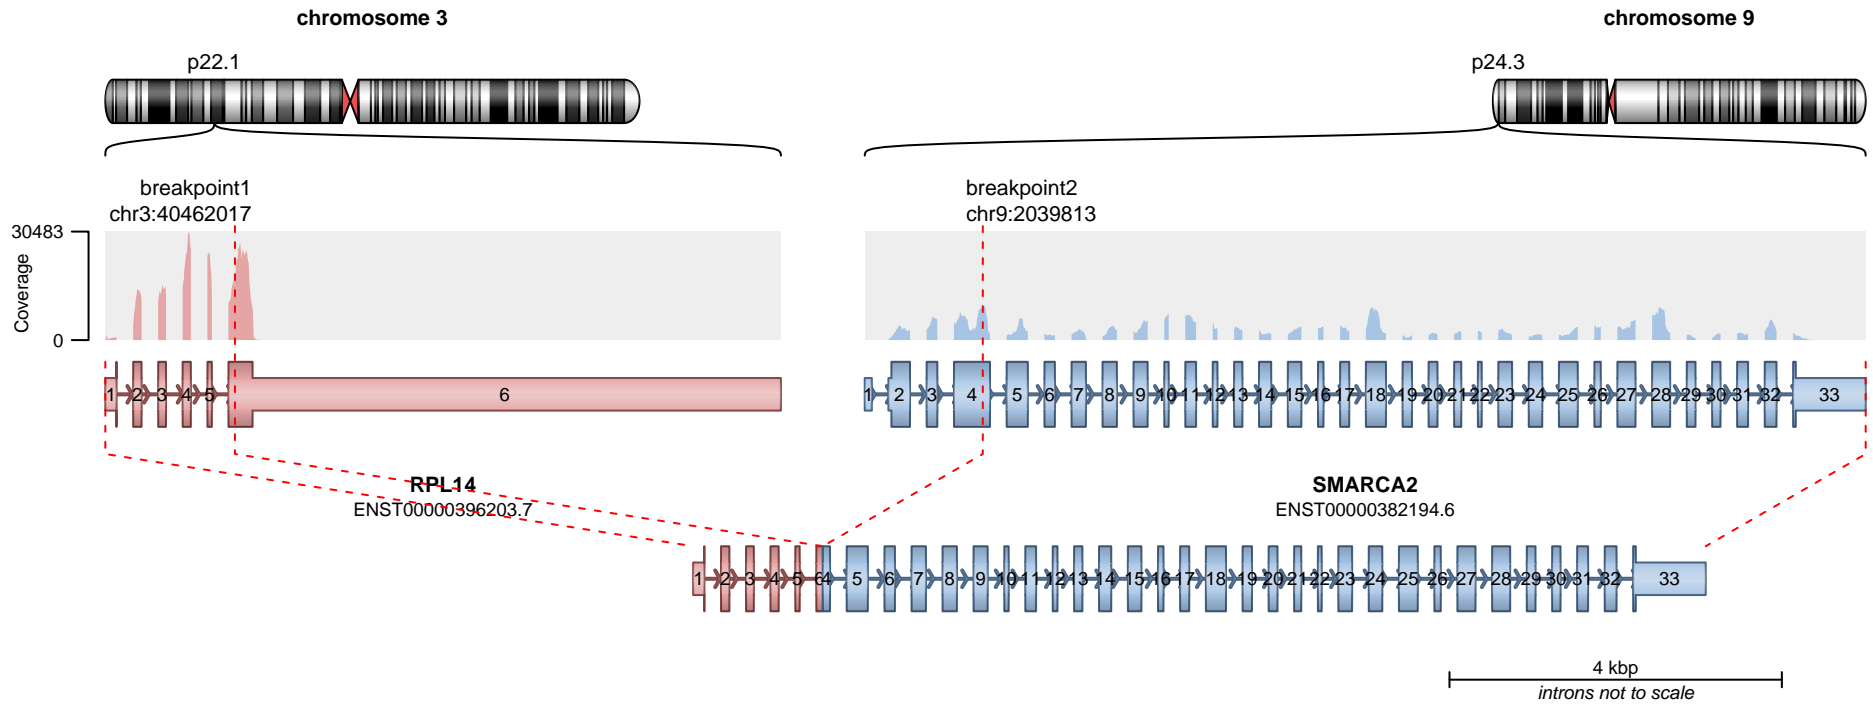 chromosome 3
chromosome 9
p22.1
p24.3
breakpoint1
chr3:40462017
breakpoint2
chr9:2039813
30483
Coverage
0
1 2 3 4 5 6
1 2 3 4 5 6 7 8 9 10 11 12 13 14 15 16 17 18 19 20 21 22 23 24 25 26 27 28 29 30 31 32 33
RPL14
ENST00000396203.7
SMARCA2
ENST00000382194.6
1 2 3 4 5 6 4 5 6 7 8 9 10 11 12 13 14 15 16 17 18 19 20 21 22 23 24 25 26 27 28 29 30 31 32 33
4 kbp
introns not to scale